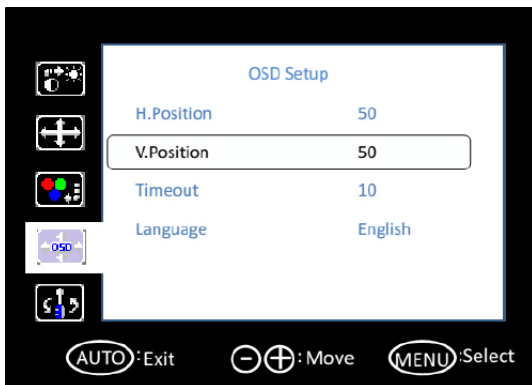 OSD Setup
H.Position 50
V.Position 50
Timeout 10
Language English
OSD
AUTO :Exit - + : Move MENU :Select